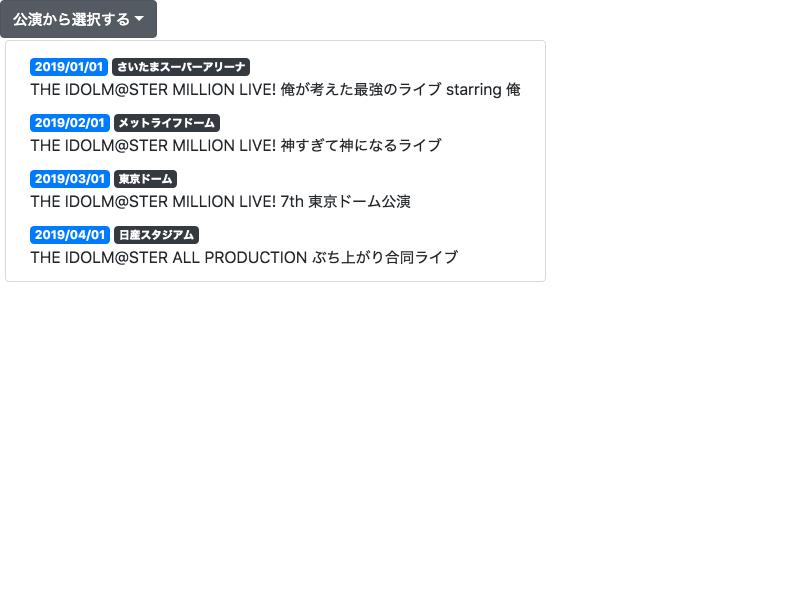 公演から選択する
2019/01/01 さいたまスーパーアリーナ
THE IDOLM@STER MILLION LIVE! 俺が考えた最強のライブ starring 俺
2019/02/01 メットライフドーム
THE IDOLM@STER MILLION LIVE! 神すぎて神になるライブ
2019/03/01 東京ドーム
THE IDOLM@STER MILLION LIVE! 7th 東京ドーム公演
2019/04/01 日産スタジアム
THE IDOLM@STER ALL PRODUCTION ぶち上がり合同ライブ